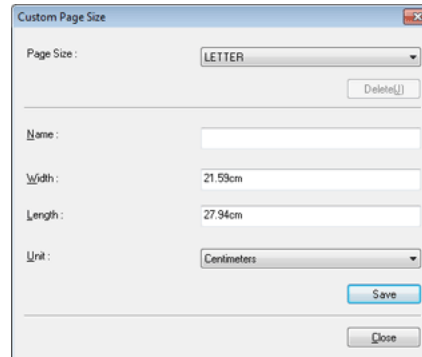 Custom Page Size
Page Size :
LETTER
Delete(J)
Name :
Width :
21.59cm
Length :
27.94cm
Unit :
Centimeters
Save
Close